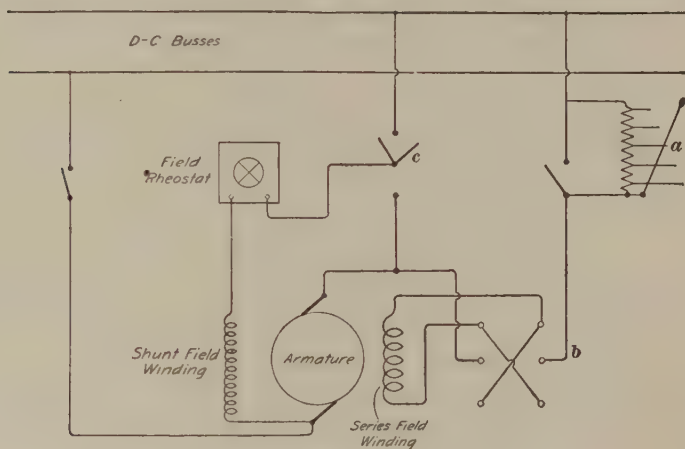 D-C Busses
Field
Rheostat
c
a
Shunt Field
Winding
Armature
b
Series Field
Winding